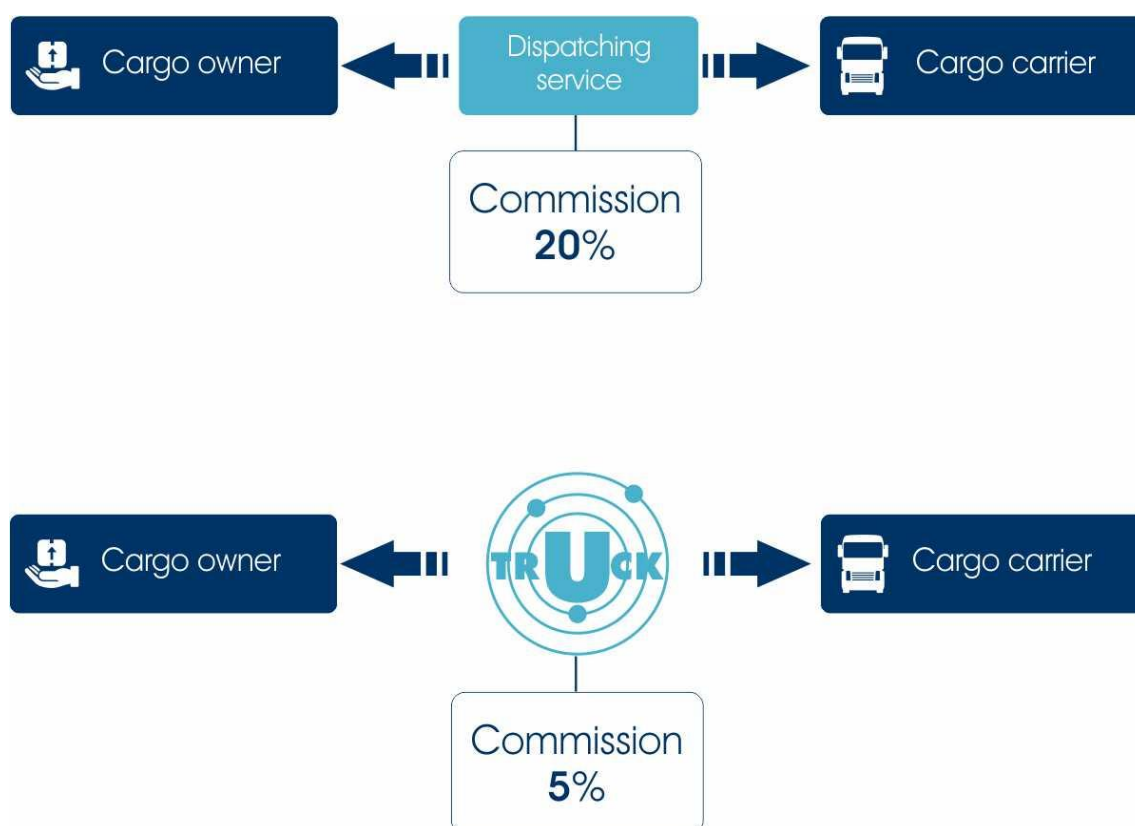 Cargo owner
Dispatching
service
Cargo carrier
Commission
20%
Cargo owner
TRUCK
Cargo carrier
Commission
5%